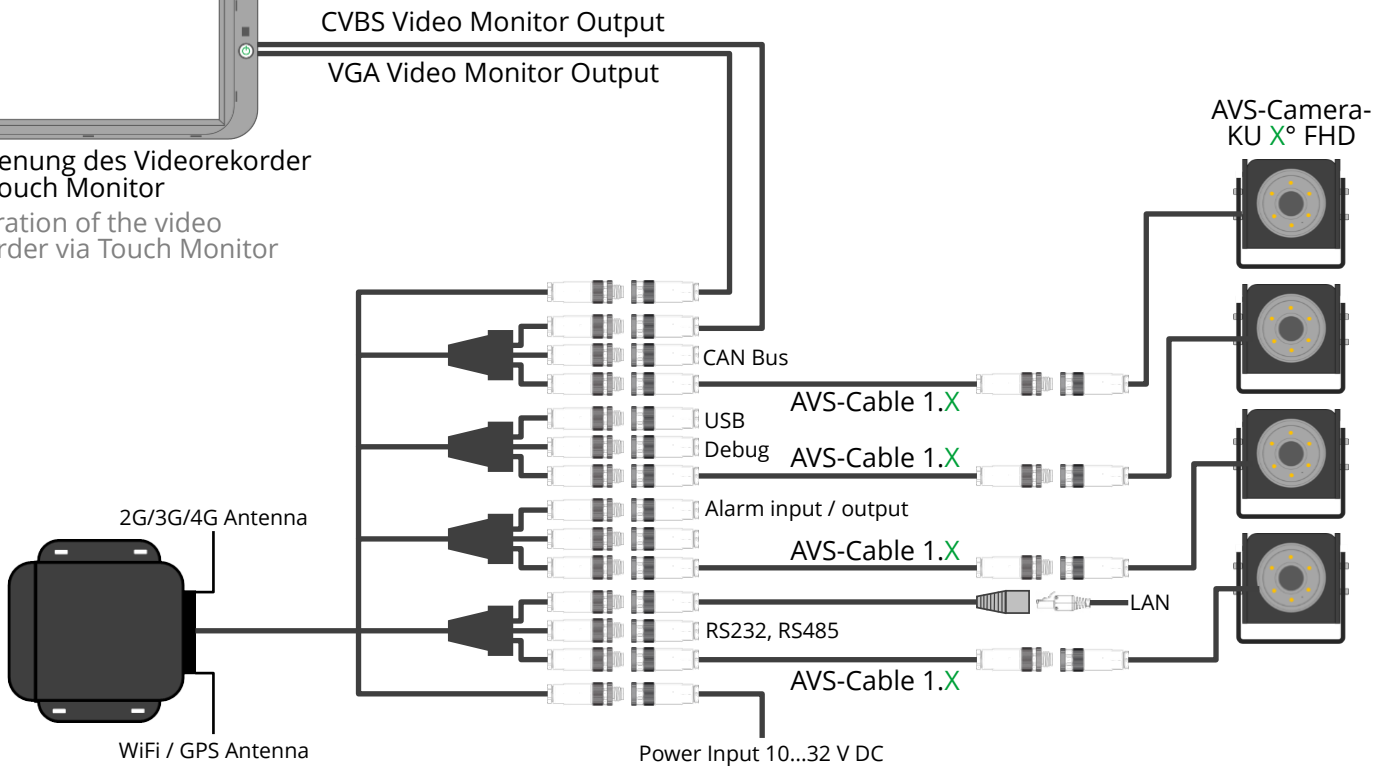 CVBS Video Monitor Output
VGA Video Monitor Output
AVS-Camera-
KU X° FHD
enung des Videorekorder
ouch Monitor
ration of the video
rder via Touch Monitor
CAN Bus
AVS-Cable 1.X
USB
Debug
AVS-Cable 1.X
Alarm input / output
2G/3G/4G Antenna
AVS-Cable 1.X
LAN
RS232, RS485
AVS-Cable 1.X
WiFi / GPS Antenna
Power Input 10...32 V DC